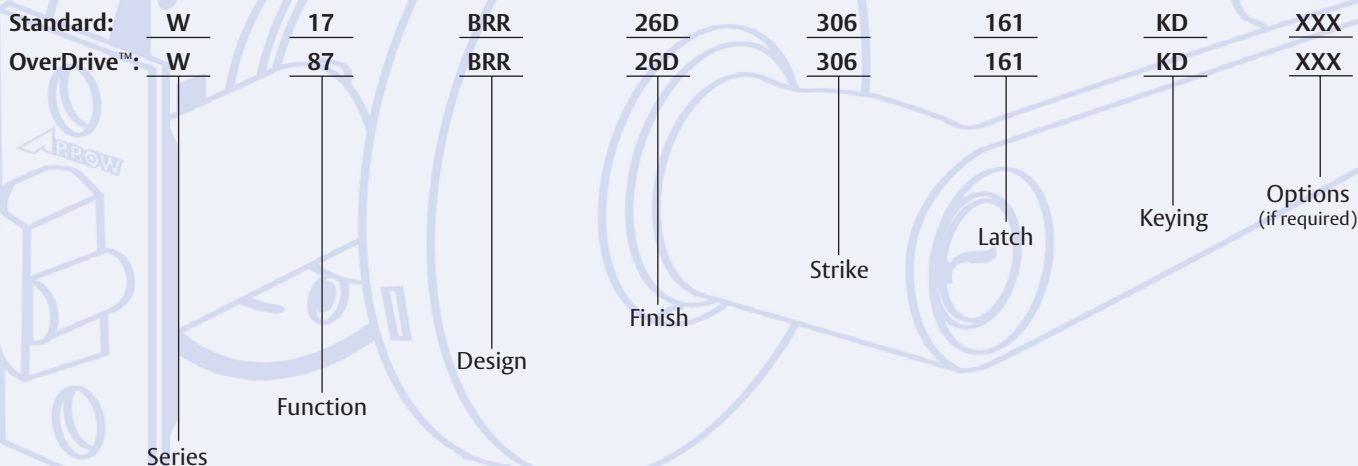 Standard: W 17 BRR 26D 306 161 KD XXX
OverDrive™: W 87 BRR 26D 306 161 KD XXX
ARROW
Options
(if required)
Keying
Latch
Strike
Finish
Design
Function
Series